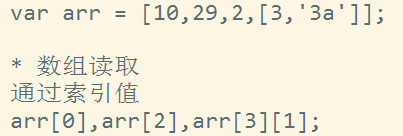 var arr = [10,29,2,[3,'3a']];
* 数组读取
通过索引值
arr[0],arr[2],arr[3][1];